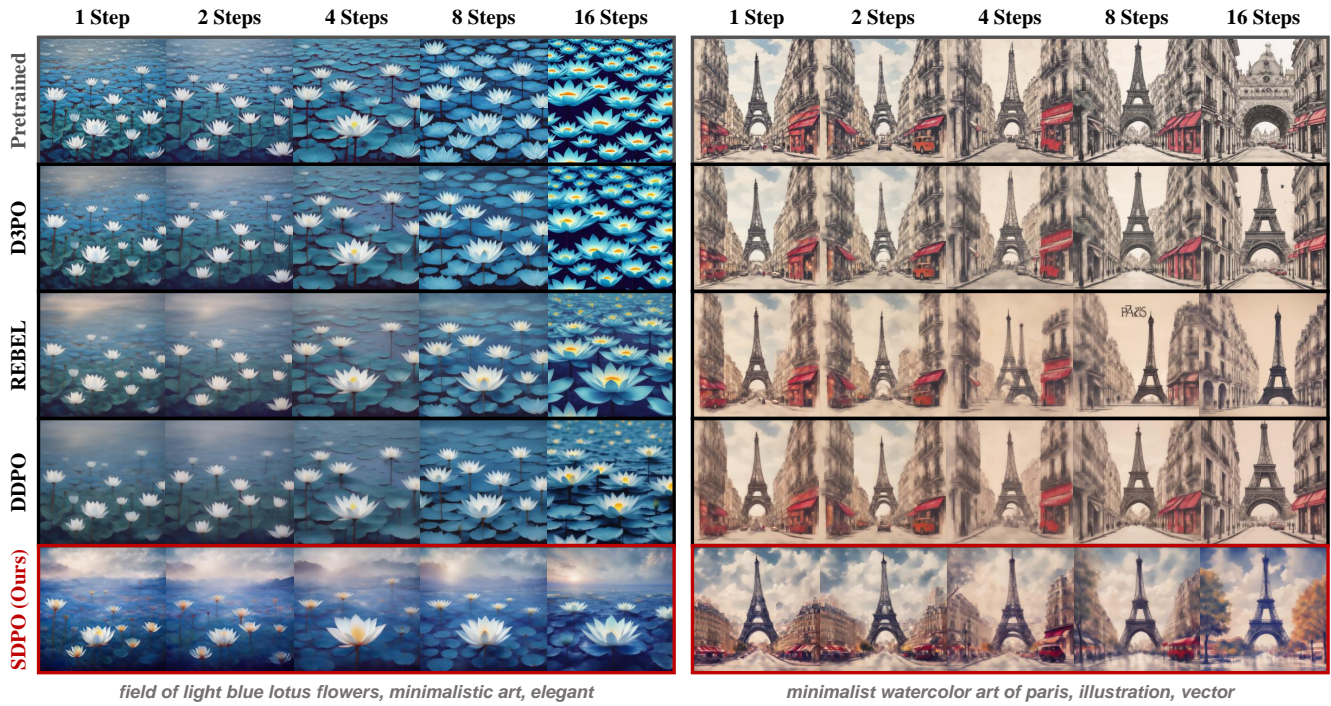 1 Step 2 Steps 4 Steps 8 Steps 16 Steps
1 Step 2 Steps 4 Steps 8 Steps 16 Steps
Pretrained
D3PO
REBEL
PARIS
DDPO
SDPO (Ours)
field of light blue lotus flowers, minimalistic art, elegant
minimalist watercolor art of paris, illustration, vector